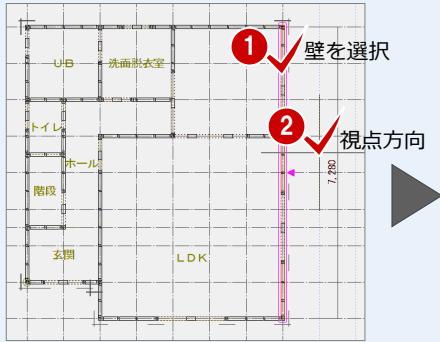 1 壁を選択
UB
洗面脱衣室
2 視点方向
トイレ
ホール
7,280
階段
玄関
LDK